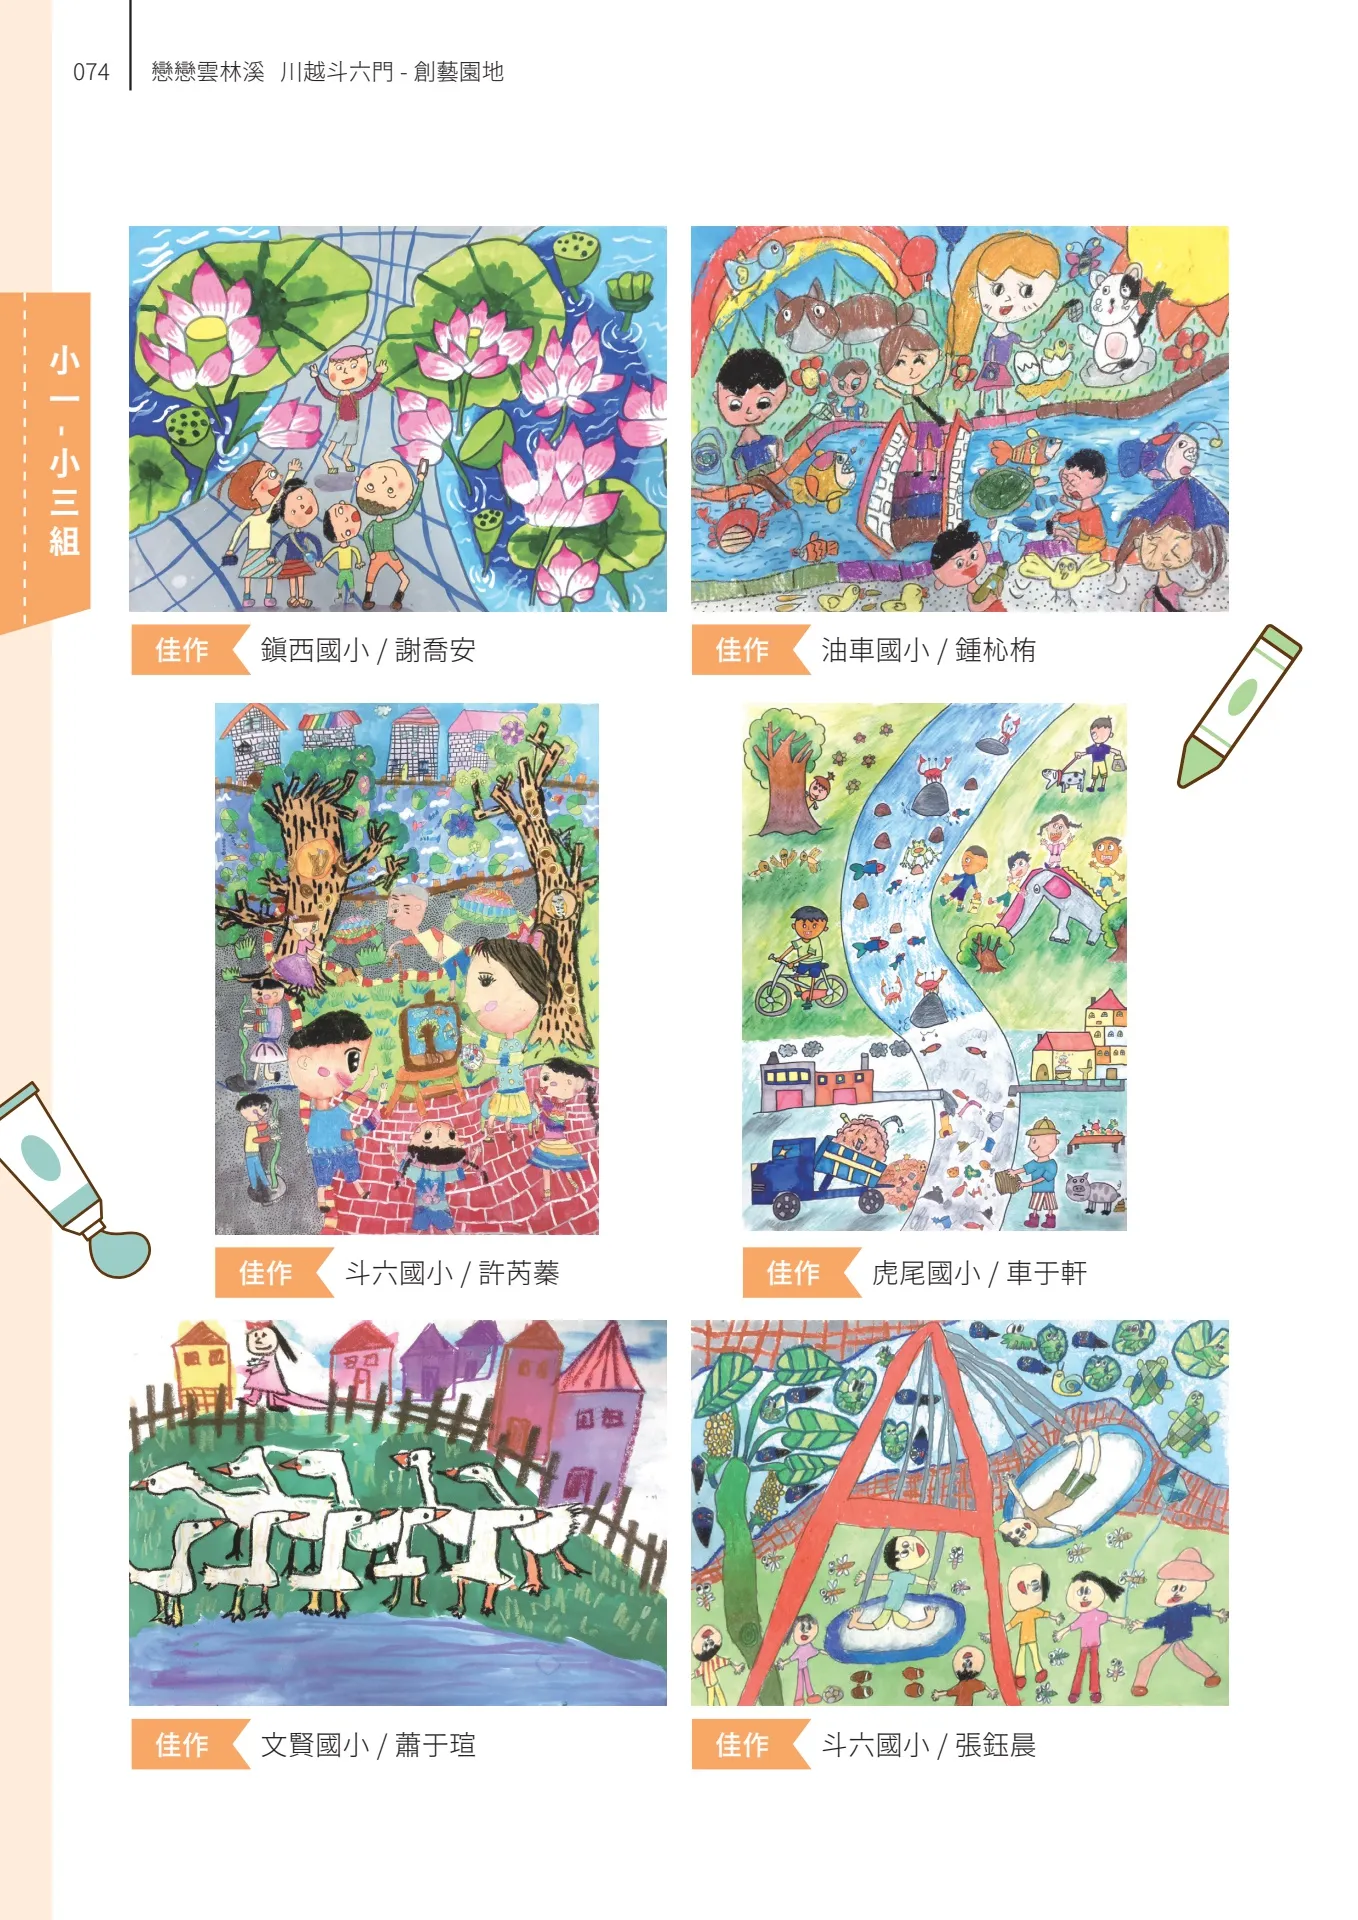 074
戀戀雲林溪 川越斗六門 - 創藝園地
小一 - 小三組
佳作 鎮西國小 / 謝喬安
佳作 油車國小 / 鍾杺栯
佳作 斗六國小 / 許芮蓁
佳作 虎尾國小 / 車于軒
佳作 文賢國小 / 蕭于瑄
佳作 斗六國小 / 張鈺晨